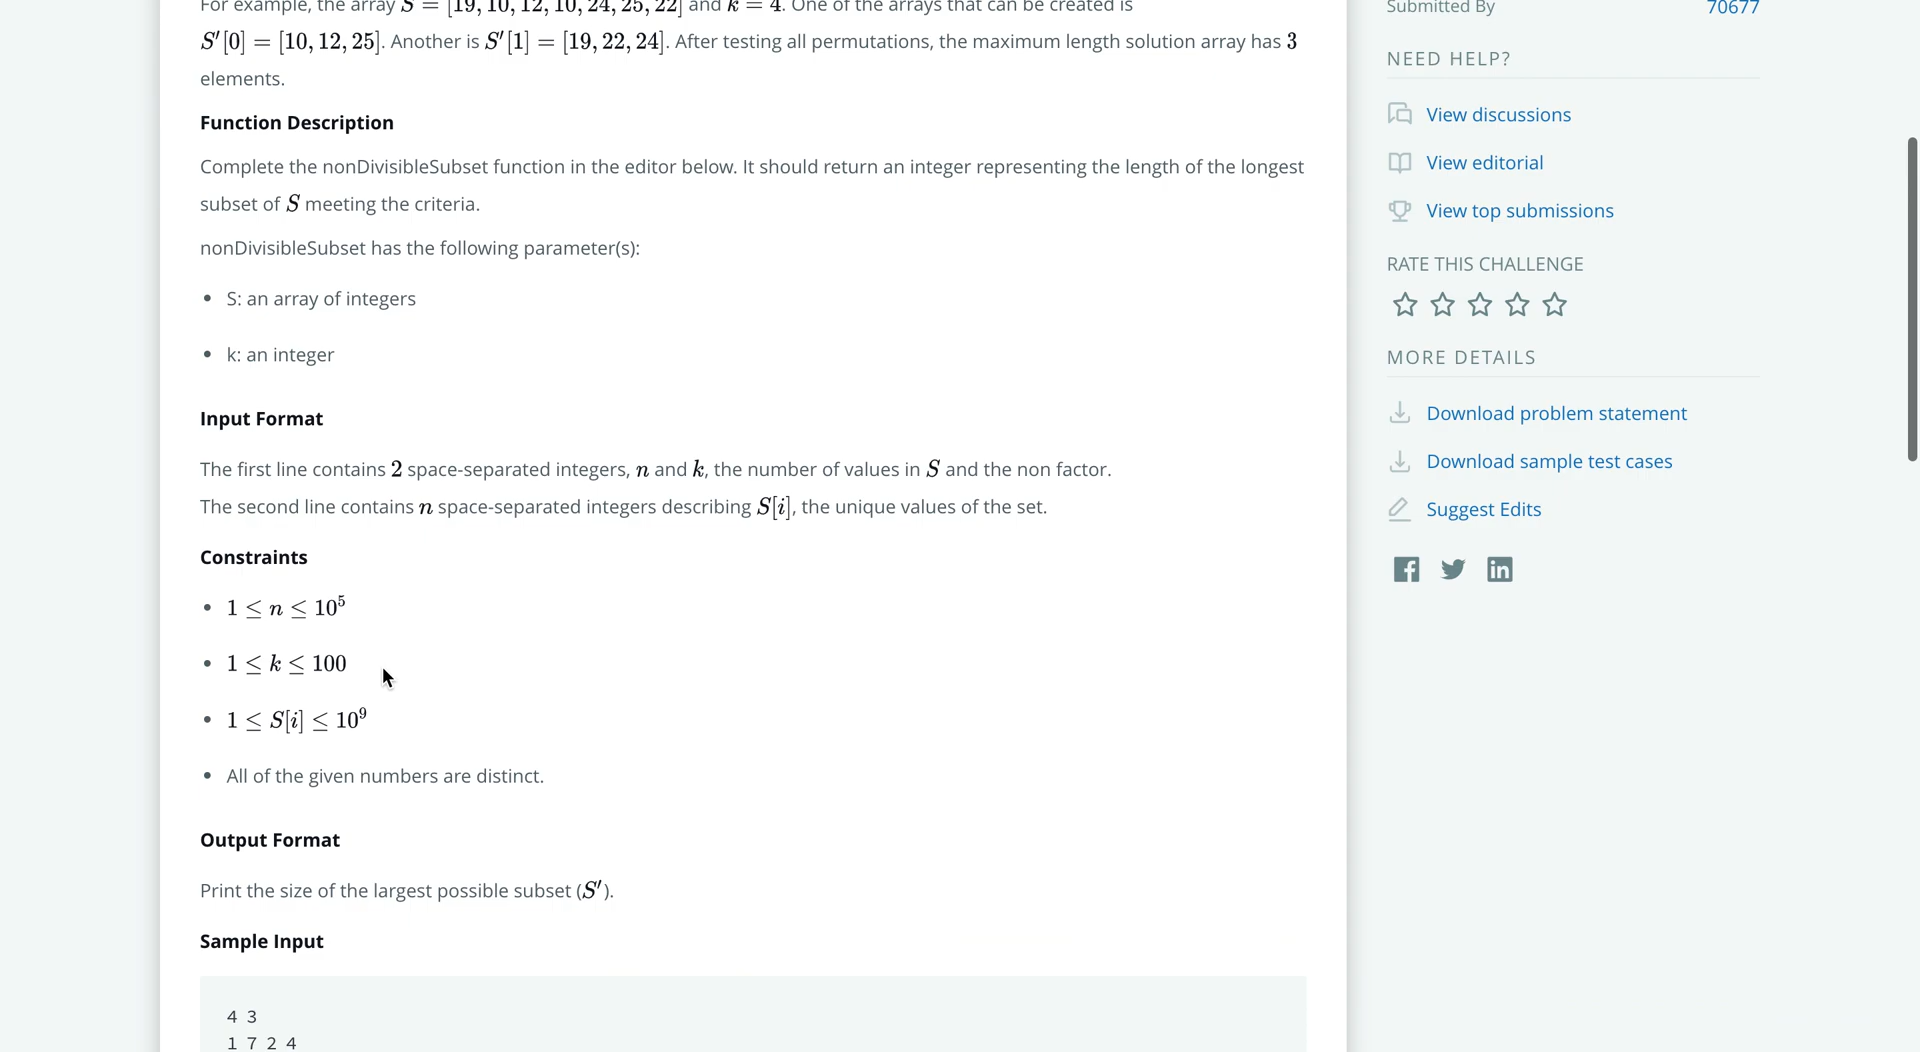 For example, the array S = [19, 10, 12, 10, 24, 25, 22] and k = 4. One of the arrays that can be created is
S′[0] = [10, 12, 25]. Another is S′[1] = [19, 22, 24]. After testing all permutations, the maximum length solution array has 3
elements.
Function Description
Complete the nonDivisibleSubset function in the editor below. It should return an integer representing the length of the longest
subset of S meeting the criteria.
nonDivisibleSubset has the following parameter(s):
• S: an array of integers
• k: an integer
Input Format
The first line contains 2 space-separated integers, n and k, the number of values in S and the non factor.
The second line contains n space-separated integers describing S[i], the unique values of the set.
Constraints
• 1 ≤ n ≤ 10⁵
• 1 ≤ k ≤ 100
• 1 ≤ S[i] ≤ 10⁹
• All of the given numbers are distinct.
Output Format
Print the size of the largest possible subset (S′).
Sample Input
4 3
1 7 2 4
Submitted By 70677
NEED HELP?
View discussions
View editorial
View top submissions
RATE THIS CHALLENGE
MORE DETAILS
Download problem statement
Download sample test cases
Suggest Edits